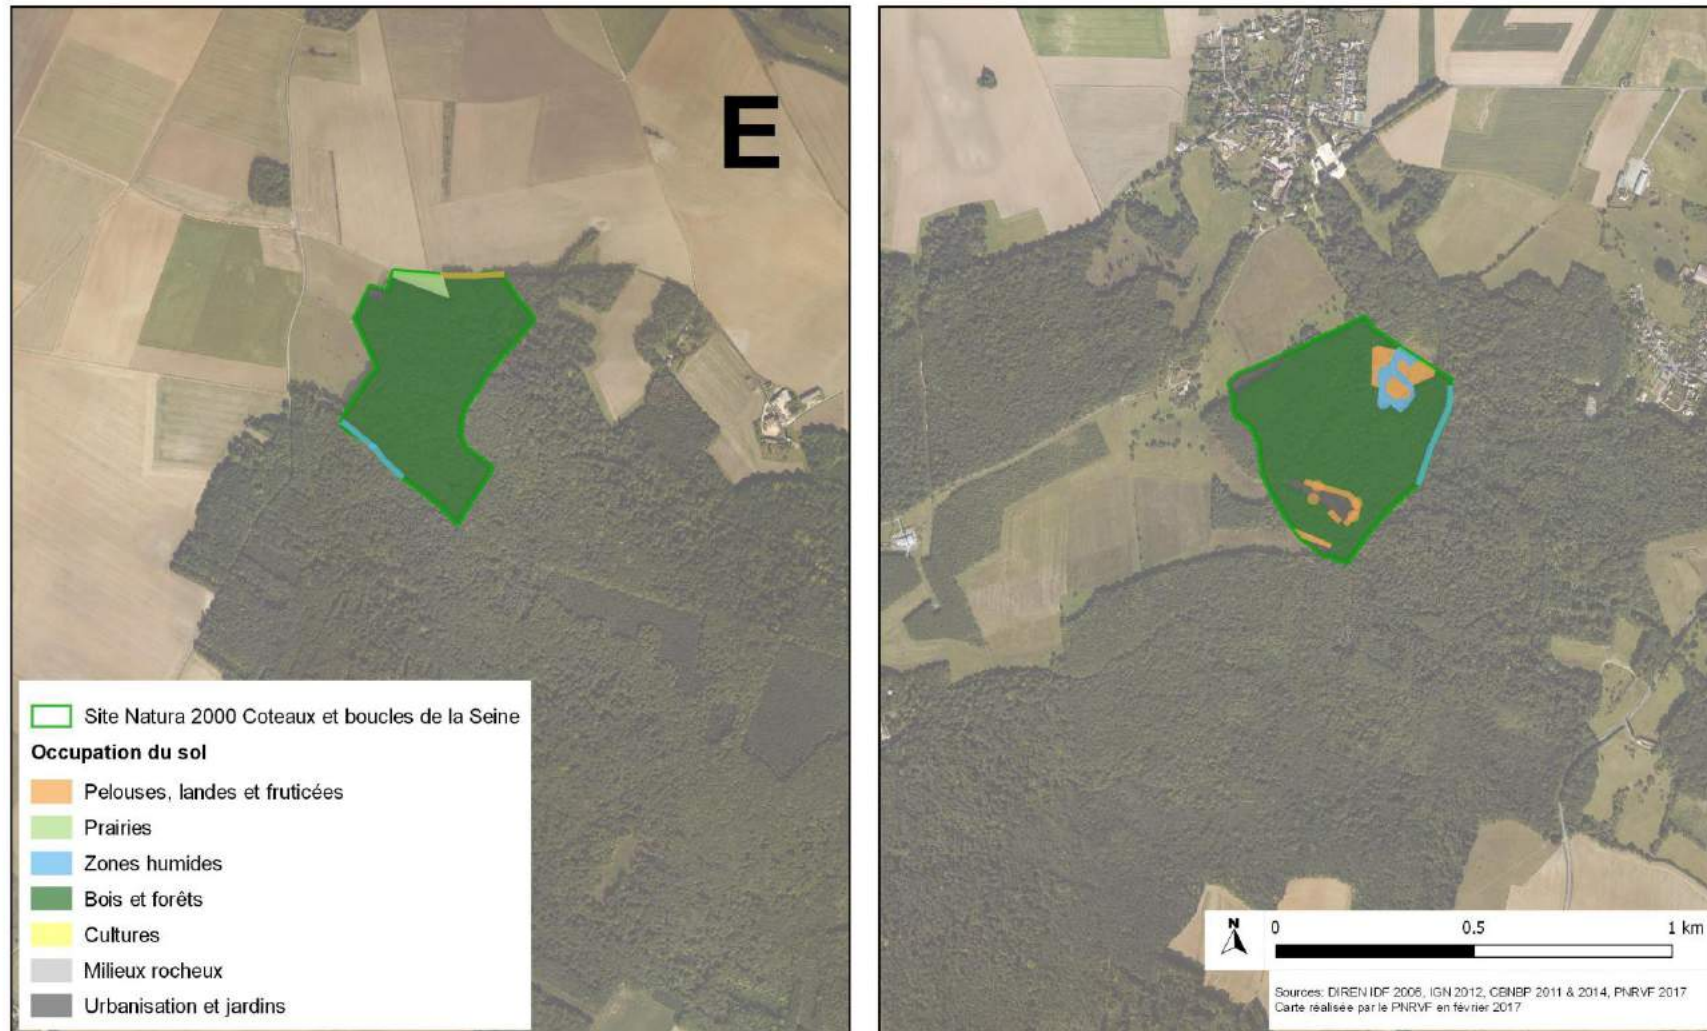 E
Site Natura 2000 Coteaux et boucles de la Seine
Occupation du sol
Pelouses, landes et fruticées
Prairies
Zones humides
Bois et forêts
Cultures
Milieux rocheux
Urbanisation et jardins
N
0 0.5 1 km
Sources: DIREN IDF 2006, IGN 2012, CBNBP 2011 & 2014, PNRVF 2017
Carte réalisée par le PNRVF en février 2017